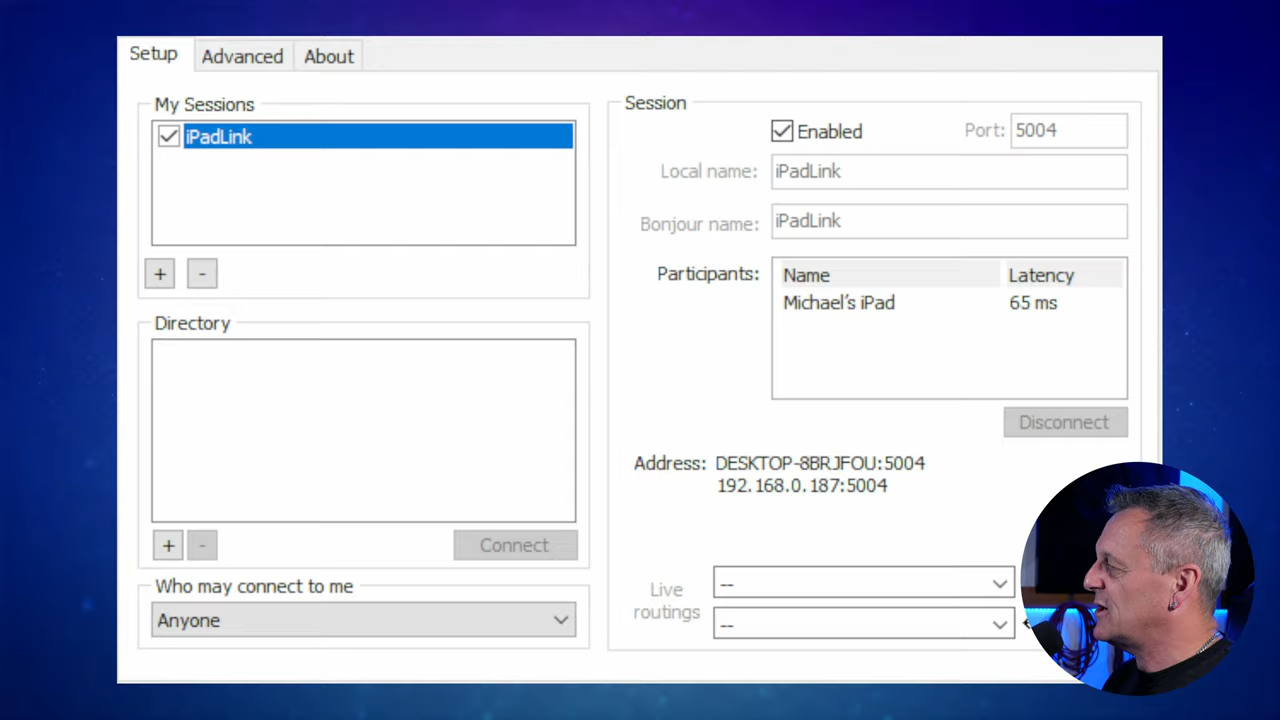 Setup
Advanced
About
My Sessions
iPadLink
+
-
Directory
+
-
Connect
Who may connect to me
Anyone
Session
Enabled
Port: 5004
Local name: iPadLink
Bonjour name: iPadLink
Participants:
Name Latency
Michael's iPad 65 ms
Disconnect
Address: DESKTOP-8BRJFOU:5004
192.168.0.187:5004
Live
routings
--
--